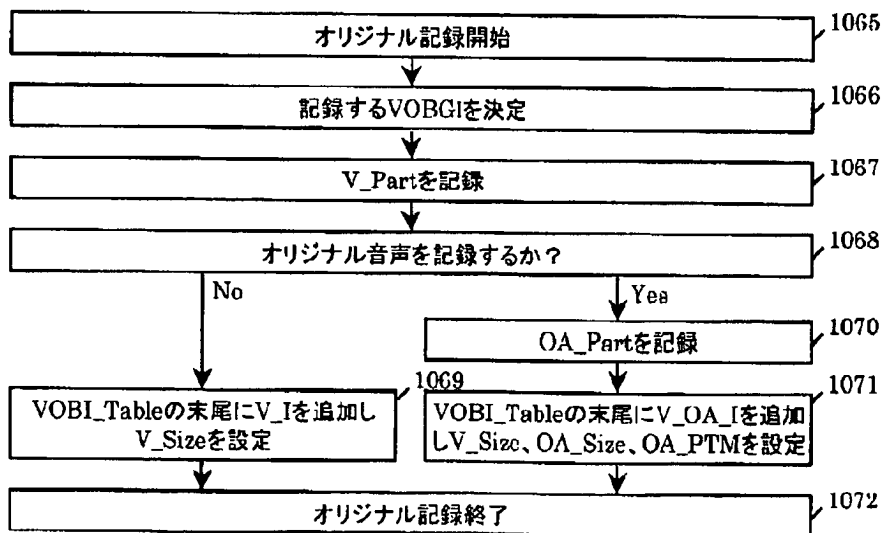 オリジナル記録開始
1065
記録するVOBGIを決定
1066
V_Partを記録
1067
オリジナル音声を記録するか？
1068
No
Yes
OA_Partを記録
1070
1069
VOBI_Tableの末尾にV_Iを追加し
V_Sizeを設定
1071
VOBI_Tableの末尾にV_OA_Iを追加
しV_Size、OA_Size、OA_PTMを設定
オリジナル記録終了
1072